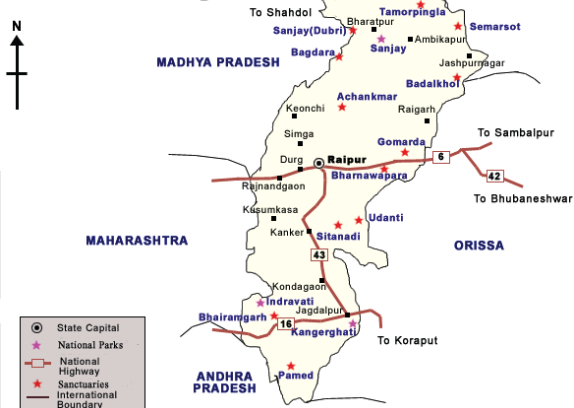 To Shahdol
Tamorpingla
N
Bharatpur
Semarsot
Sanjay(Dubri)
Ambikapur
Sanjay
Bagdara
MADHYA PRADESH
Jashpurnagar
Badalkhol
Achankmar
Keonchi
Raigarh
Simga
To Sambalpur
Gomarda
Durg
Raipur
6
Bharnawapara
42
Rajnandgaon
To Bhubaneshwar
Kusumkasa
Udanti
Kanker
Sitanadi
MAHARASHTRA
ORISSA
43
Kondagaon
Indravati
Bhairamgarh
Jagdalpur
16
Kangerghati
To Koraput
State Capital
National Parks
National
Highway
Sanctuaries
International
Boundary
ANDHRA
PRADESH
Pamed